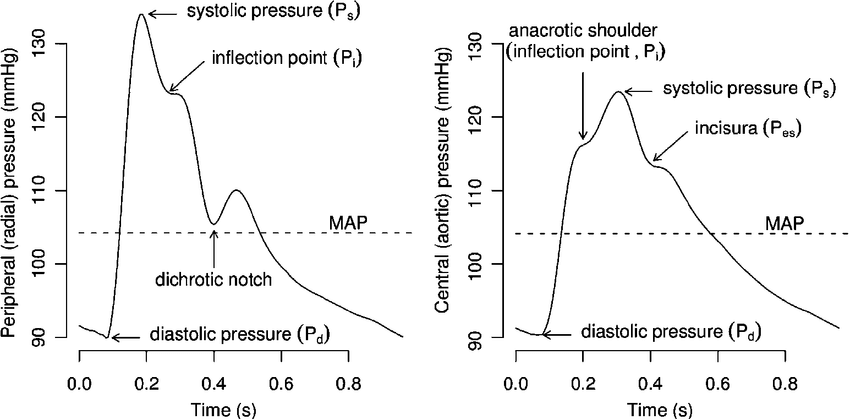 systolic pressure (Ps)
inflection point (Pi)
MAP
dichrotic notch
diastolic pressure (Pd)
Peripheral (radial) pressure (mmHg)
90
100
110
120
130
0.0
0.2
0.4
0.6
0.8
Time (s)
anacrotic shoulder
(inflection point , Pi)
systolic pressure (Ps)
incisura (Pes)
MAP
diastolic pressure (Pd)
Central (aortic) pressure (mmHg)
90
100
110
120
130
0.0
0.2
0.4
0.6
0.8
Time (s)